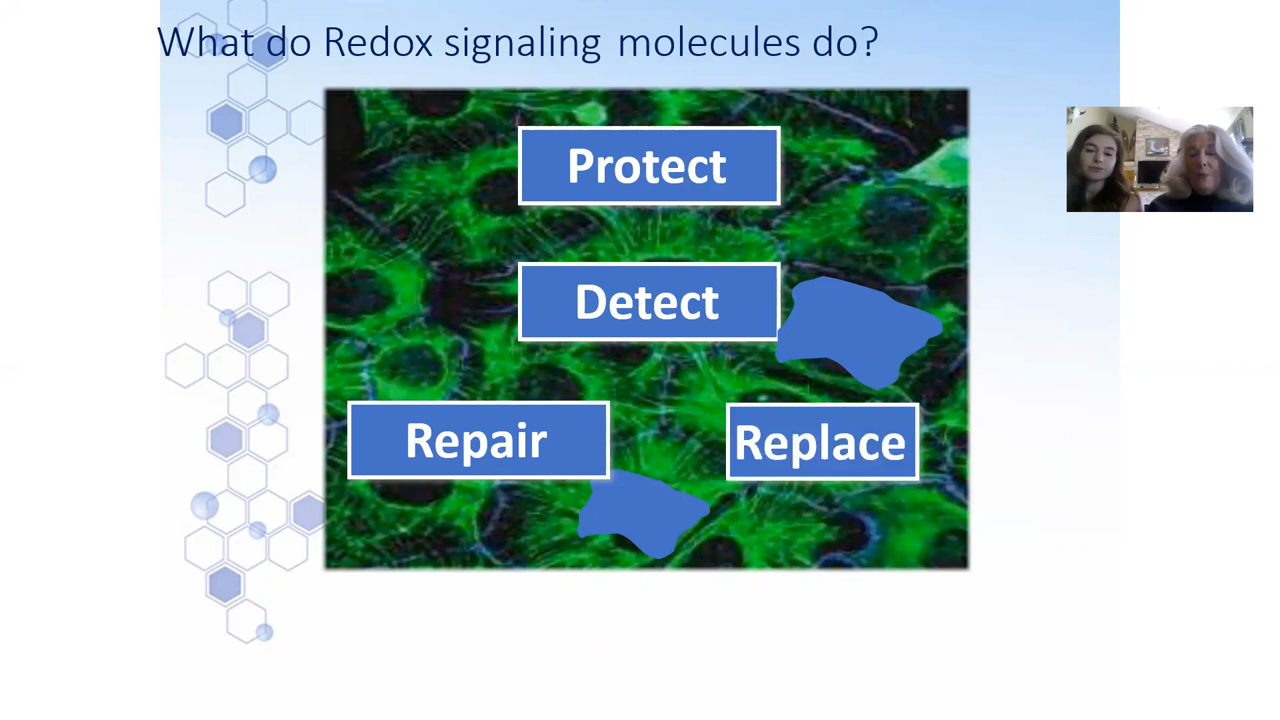 What do Redox signaling molecules do?
Protect
Detect
Repair
Replace